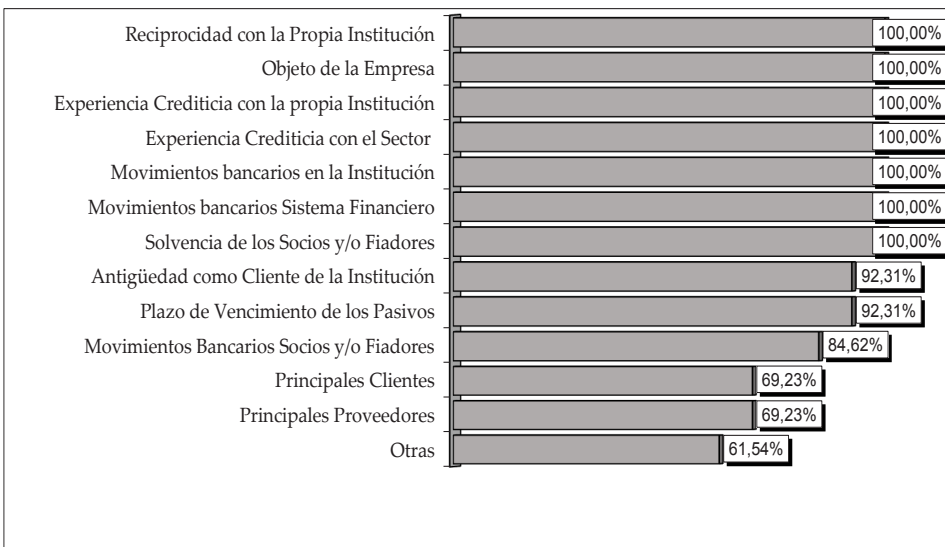 Reciprocidad con la Propia Institución 100,00%
Objeto de la Empresa 100,00%
Experiencia Crediticia con la propia Institución 100,00%
Experiencia Crediticia con el Sector 100,00%
Movimientos bancarios en la Institución 100,00%
Movimientos bancarios Sistema Financiero 100,00%
Solvencia de los Socios y/o Fiadores 100,00%
Antigüedad como Cliente de la Institución 92,31%
Plazo de Vencimiento de los Pasivos 92,31%
Movimientos Bancarios Socios y/o Fiadores 84,62%
Principales Clientes 69,23%
Principales Proveedores 69,23%
Otras 61,54%